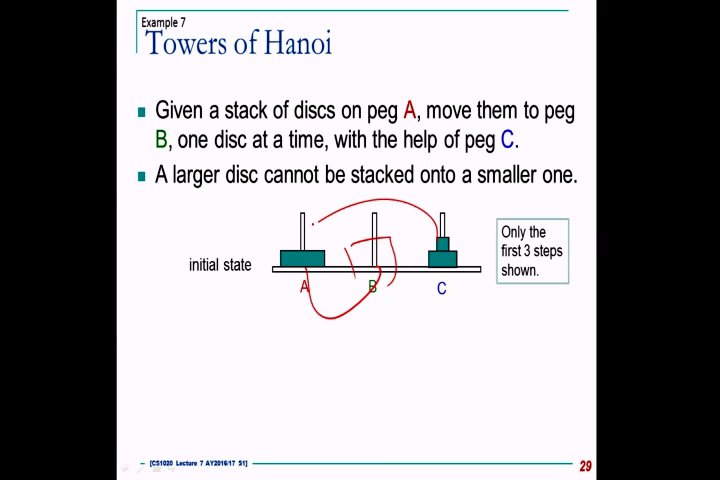 Example 7
Towers of Hanoi
Given a stack of discs on peg A, move them to peg
B, one disc at a time, with the help of peg C.
A larger disc cannot be stacked onto a smaller one.
Only the
first 3 steps
shown.
initial state
A
B
C
[CS1020 Lecture 7 AY2016/17 S1]
29